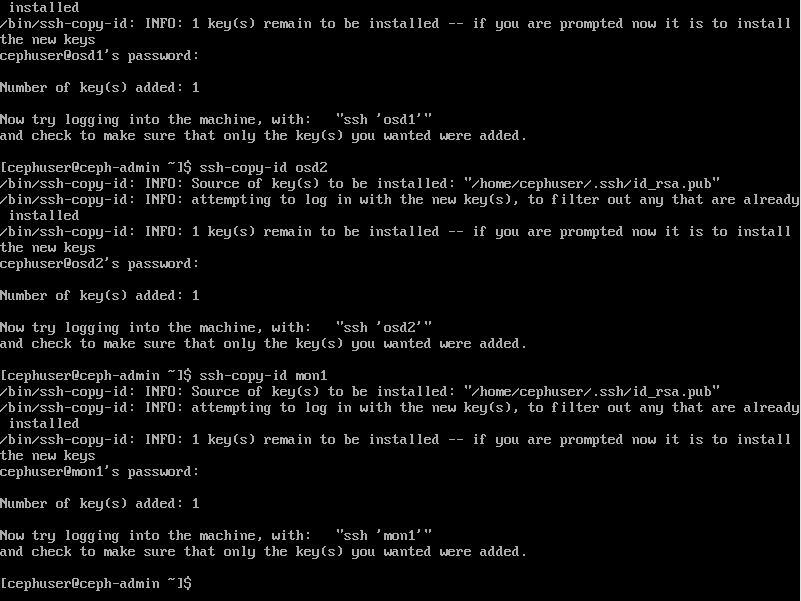 installed
/bin/ssh-copy-id: INFO: 1 key(s) remain to be installed -- if you are prompted now it is to install
the new keys
cephuser@osd1's password:
Number of key(s) added: 1
Now try logging into the machine, with:   "ssh 'osd1'"
and check to make sure that only the key(s) you wanted were added.
[cephuser@ceph-admin ~]$ ssh-copy-id osd2
/bin/ssh-copy-id: INFO: Source of key(s) to be installed: "/home/cephuser/.ssh/id_rsa.pub"
/bin/ssh-copy-id: INFO: attempting to log in with the new key(s), to filter out any that are already
 installed
/bin/ssh-copy-id: INFO: 1 key(s) remain to be installed -- if you are prompted now it is to install
the new keys
cephuser@osd2's password:
Number of key(s) added: 1
Now try logging into the machine, with:   "ssh 'osd2'"
and check to make sure that only the key(s) you wanted were added.
[cephuser@ceph-admin ~]$ ssh-copy-id mon1
/bin/ssh-copy-id: INFO: Source of key(s) to be installed: "/home/cephuser/.ssh/id_rsa.pub"
/bin/ssh-copy-id: INFO: attempting to log in with the new key(s), to filter out any that are already
 installed
/bin/ssh-copy-id: INFO: 1 key(s) remain to be installed -- if you are prompted now it is to install
the new keys
cephuser@mon1's password:
Number of key(s) added: 1
Now try logging into the machine, with:   "ssh 'mon1'"
and check to make sure that only the key(s) you wanted were added.
[cephuser@ceph-admin ~]$